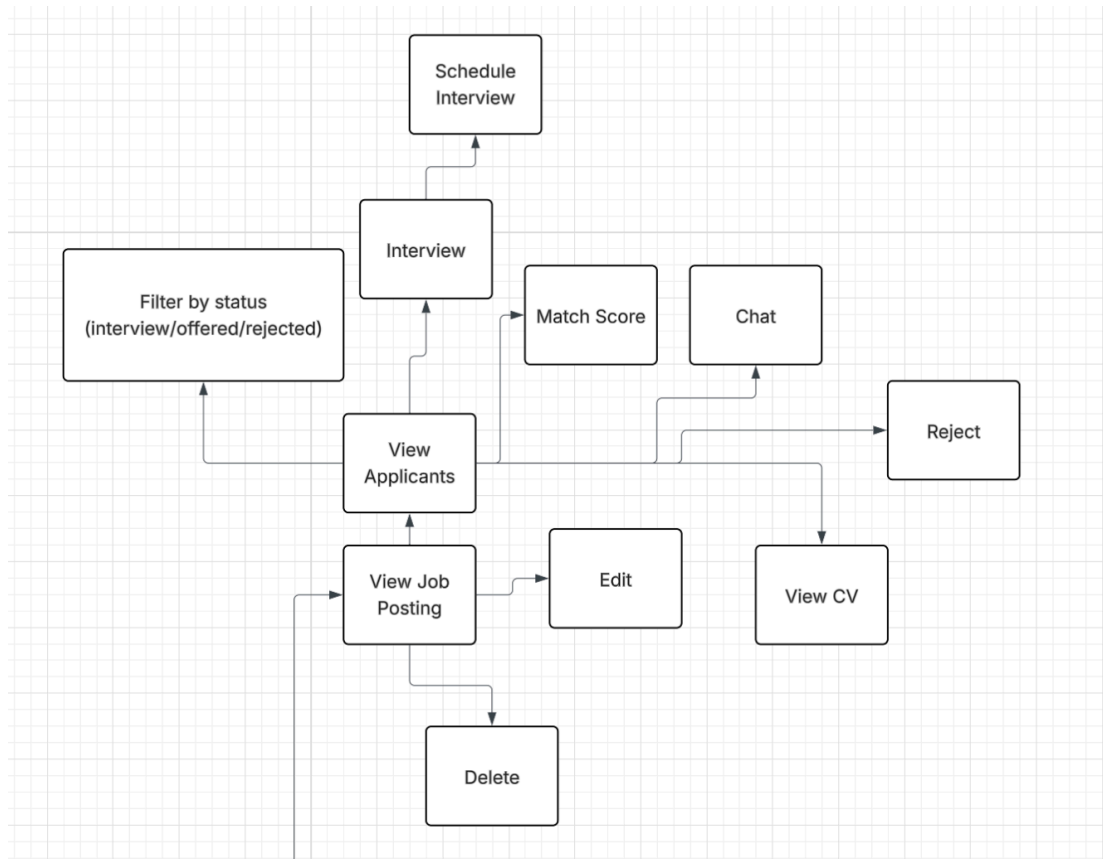 Schedule
Interview
Interview
Filter by status
(interview/offered/rejected)
Match Score
Chat
Reject
View
Applicants
View Job
Posting
Edit
View CV
Delete